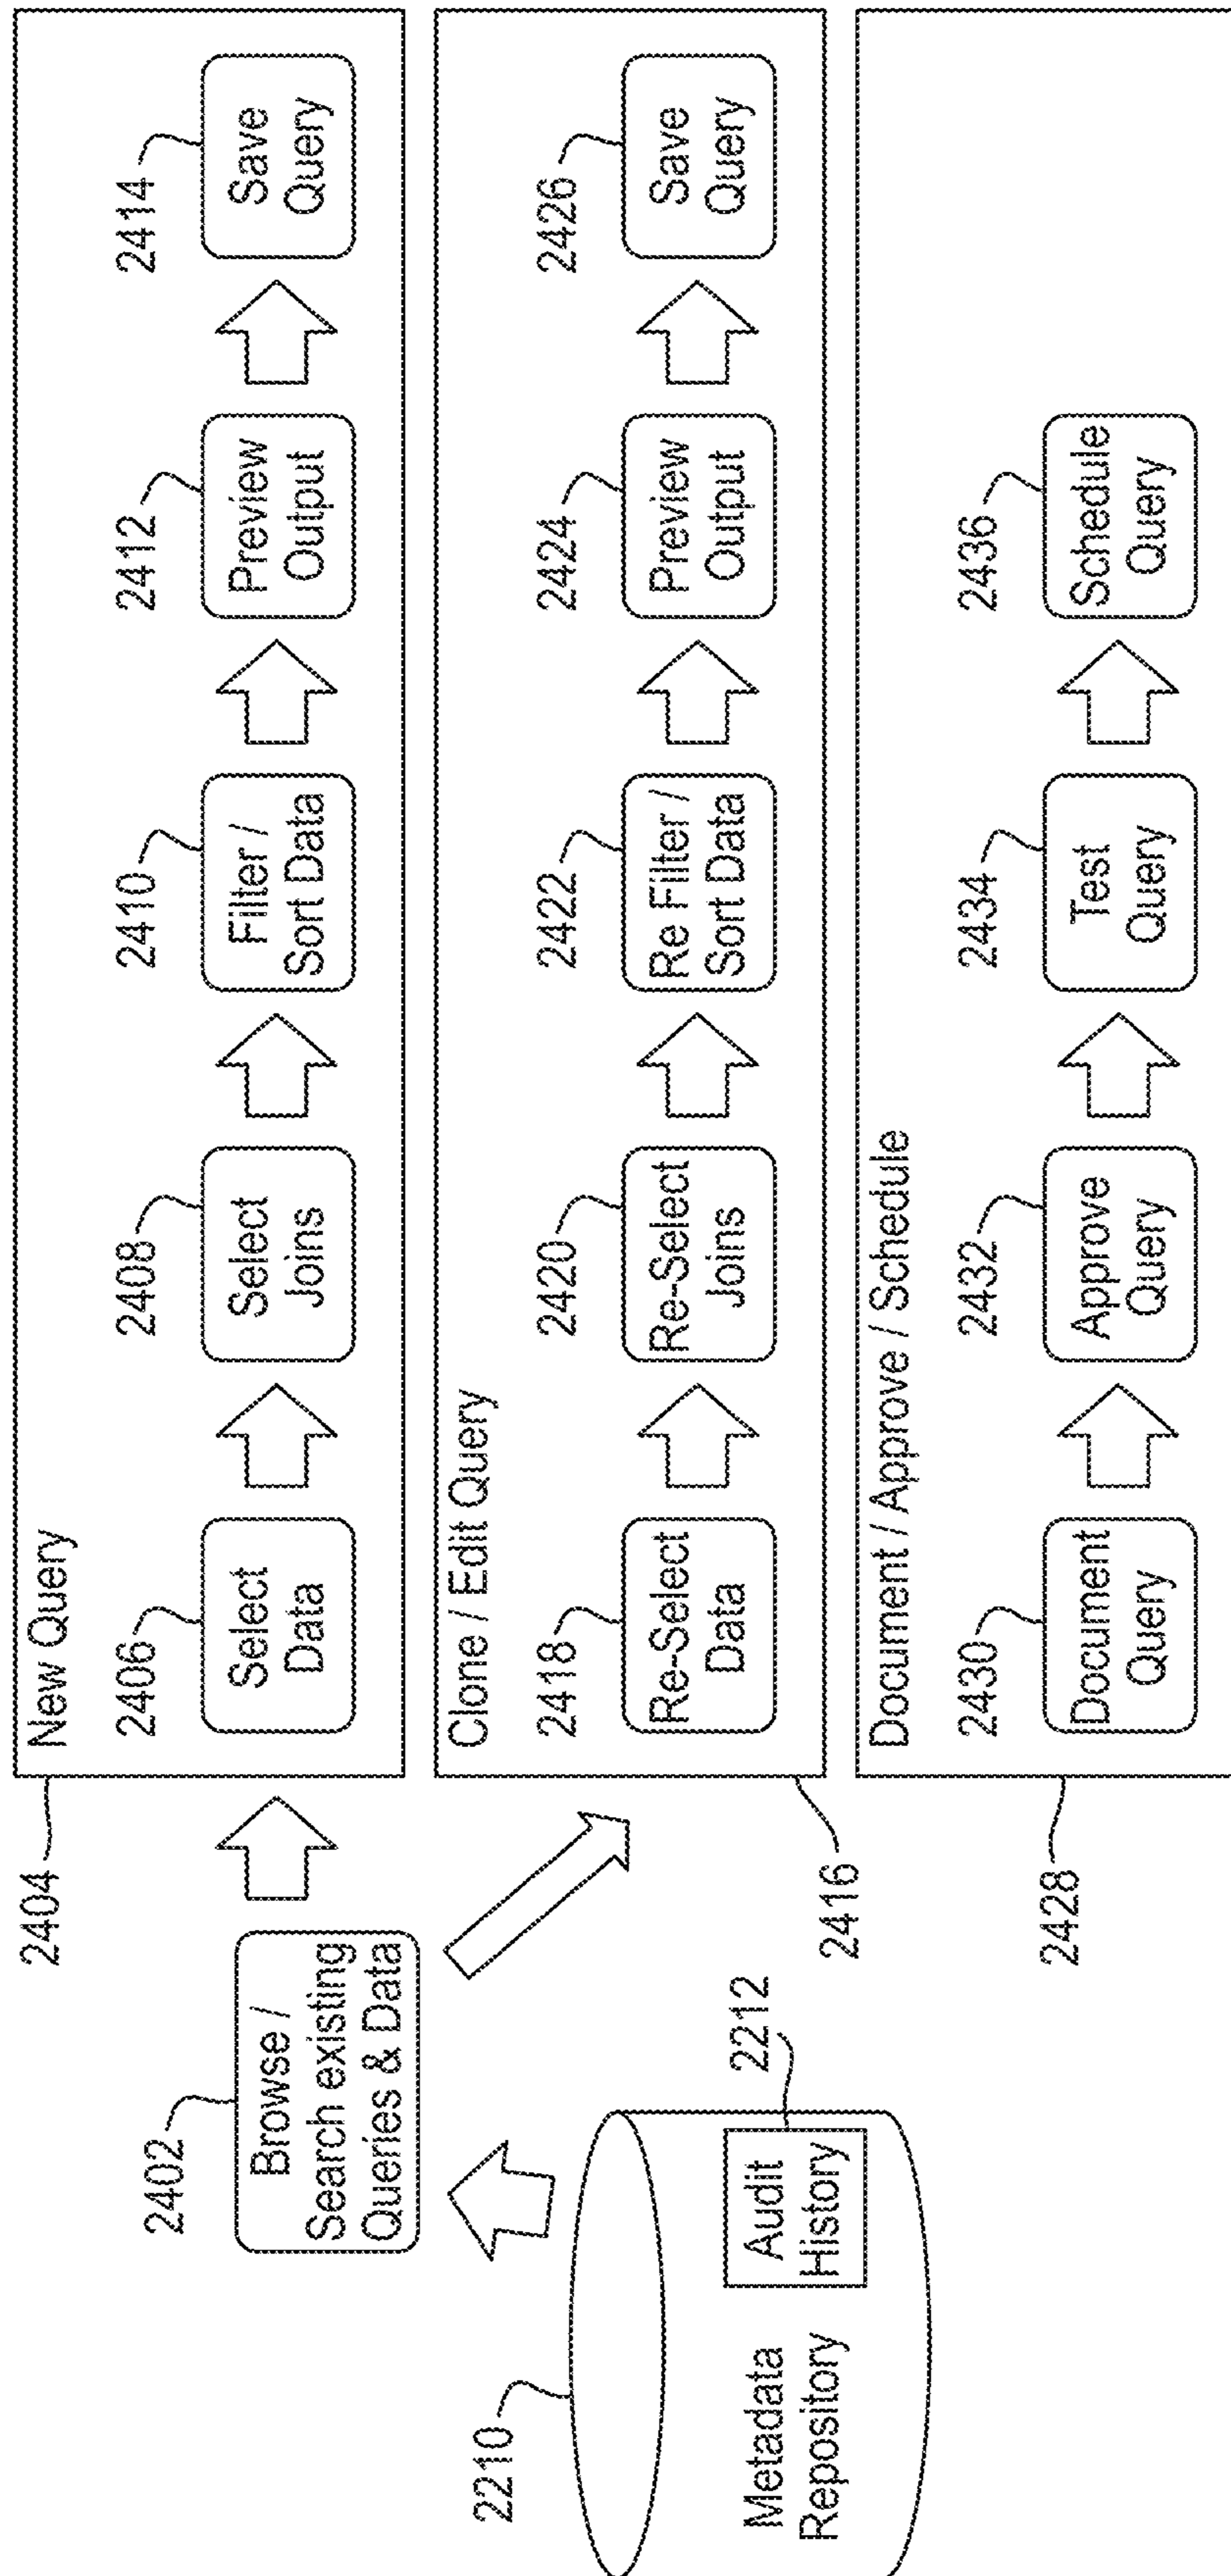 2404
New Query
2406
Select
Data
2408
Select
Joins
2410
Filter /
Sort Data
2412
Preview
Output
2414
Save
Query
2402
Browse /
Search existing
Queries & Data
2416
Clone / Edit Query
2418
Re-Select
Data
2420
Re-Select
Joins
2422
Re Filter /
Sort Data
2424
Preview
Output
2426
Save
Query
2210
Metadata
Repository
2212
Audit
History
2428
Document / Approve / Schedule
2430
Document
Query
2432
Approve
Query
2434
Test
Query
2436
Schedule
Query